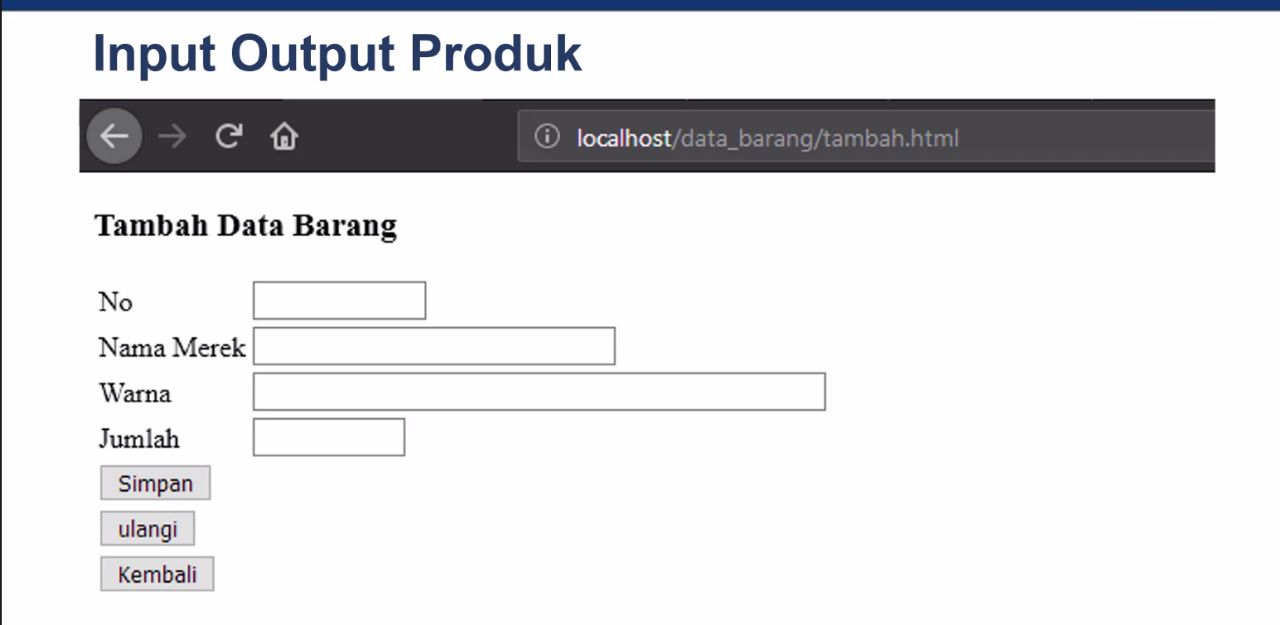 Input Output Produk
localhost/data_barang/tambah.html
Tambah Data Barang
No
Nama Merek
Warna
Jumlah
Simpan
ulangi
Kembali